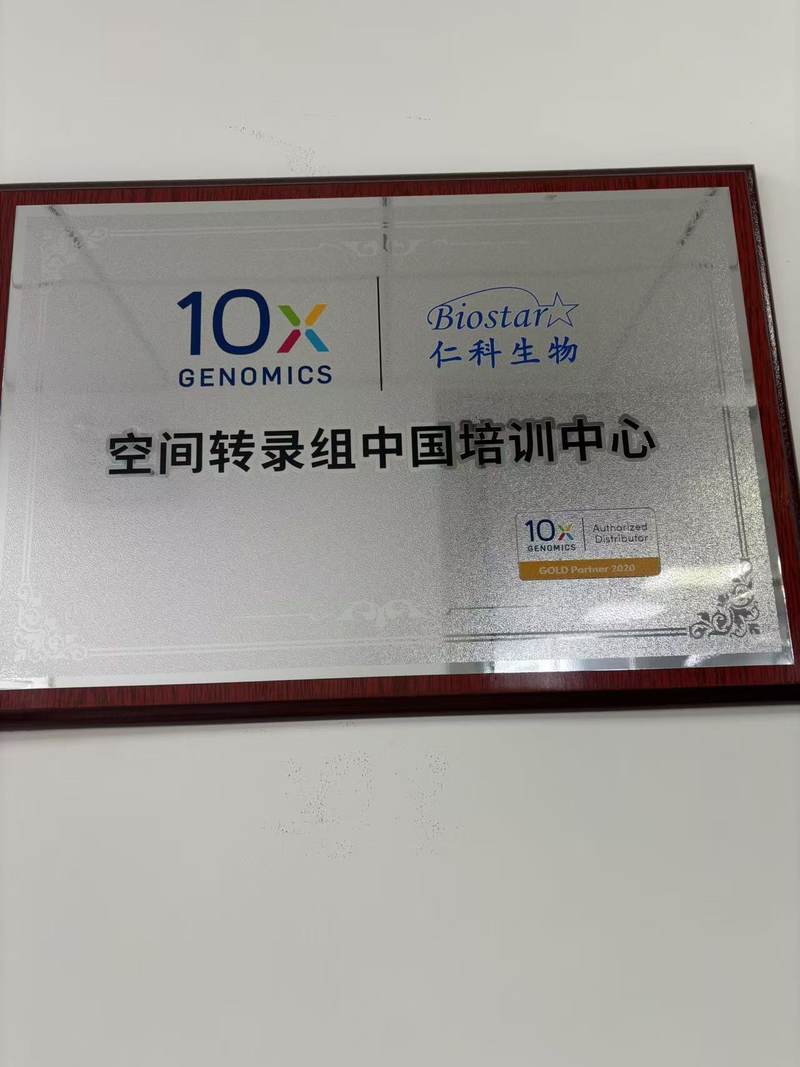 10x
GENOMICS
Biostar
仁科生物
空间转录组中国培训中心
10x
GENOMICS
Authorized
Distributor
GOLD Partner 2020